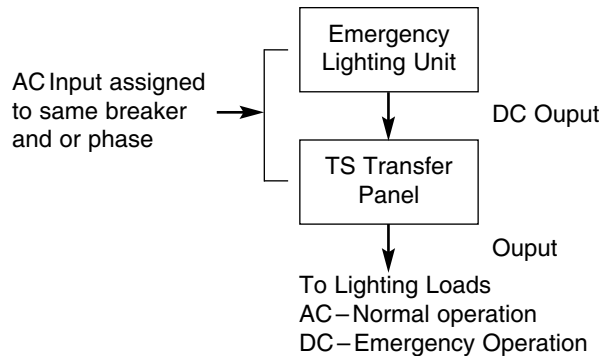 Emergency
Lighting Unit
AC Input assigned
to same breaker
and or phase
DC Ouput
TS Transfer
Panel
Ouput
To Lighting Loads
AC–Normal operation
DC–Emergency Operation